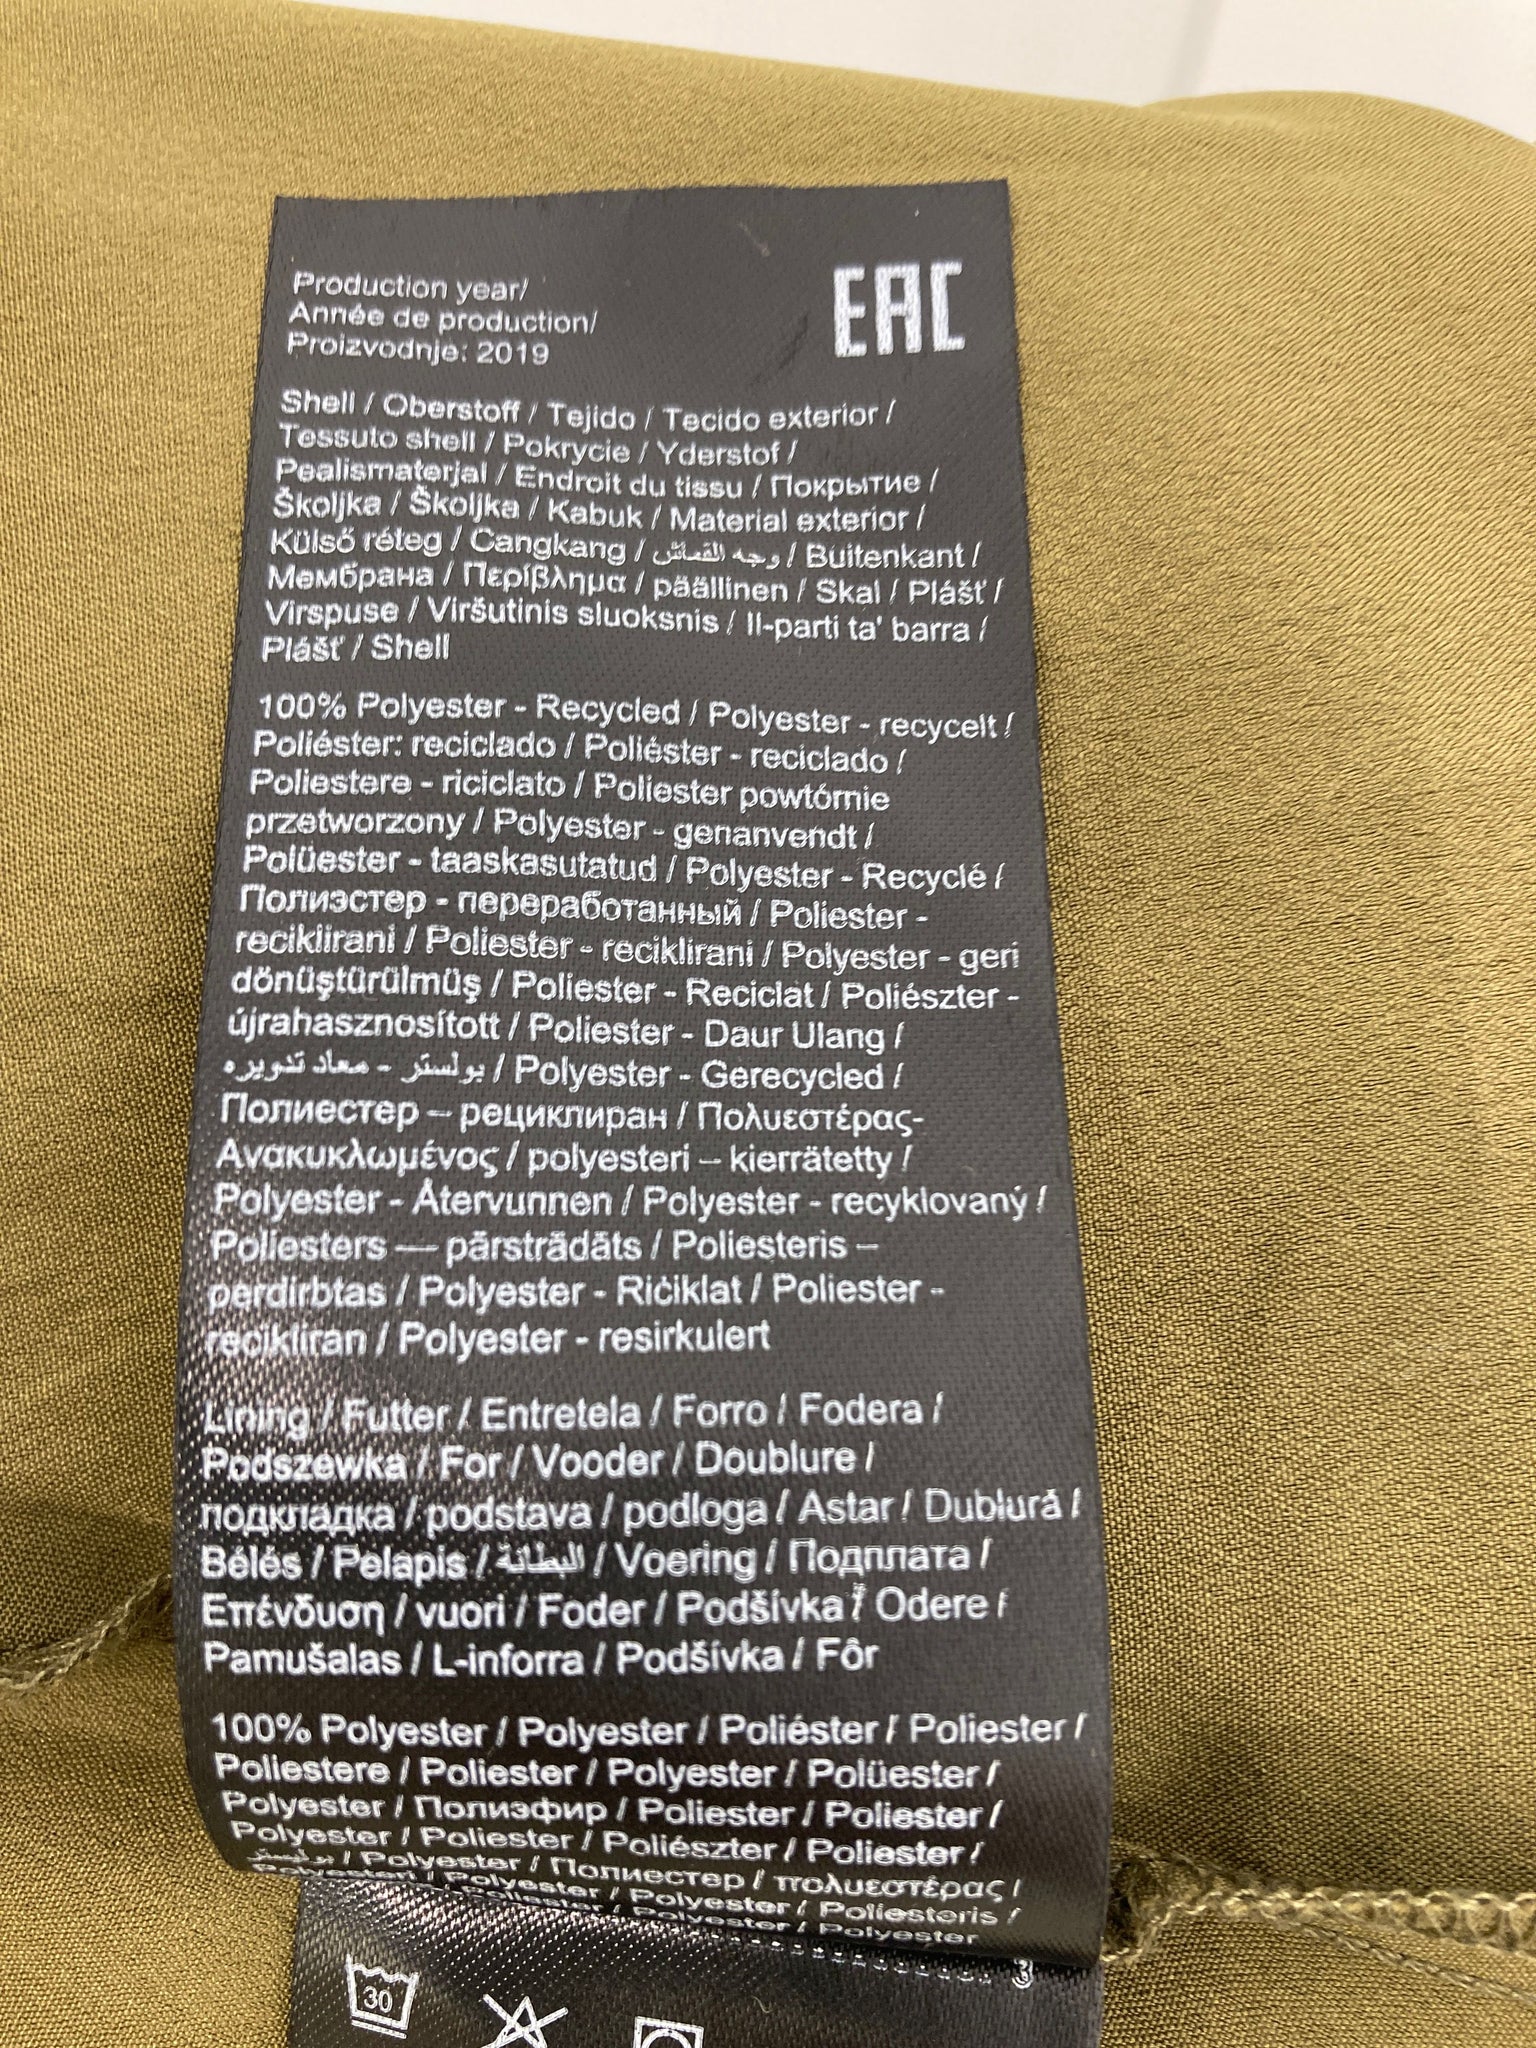 Production year/
Année de production/
Proizvodnje: 2019
EAC
Shell / Oberstoff / Tejido / Tecido exterior /
Tessuto shell / Pokrycie / Yderstof /
Pealismaterjal / Endroit du tissu / Покрытие /
Školjka / Školjka / Kabuk / Material exterior /
Külső réteg / Cangkang / وجه القماش / Buitenkant /
Мембрана / Περίβλημα / päällinen / Skal / Plášť /
Virspuse / Viršutinis sluoksnis / Il-parti ta' barra /
Plášť / Shell
100% Polyester - Recycled / Polyester - recycelt /
Poliéster: reciclado / Poliéster - reciclado /
Poliestere - riciclato / Poliester powtórnie
przetworzony / Polyester - genanvendt /
Polüester - taaskasutatud / Polyester - Recyclé /
Полиэстер - переработанный / Poliester -
reciklirani / Poliester - reciklirani / Polyester - geri
dönüştürülmüş / Poliester - Reciclat / Poliészter -
újrahasznosított / Poliester - Daur Ulang /
بولستر - معاد تدويره / Polyester - Gerecycled /
Полиестер – рециклиран / Πολυεστέρας-
Ανακυκλωμένος / polyesteri – kierrätetty /
Polyester - Återvunnen / Polyester - recyklovaný /
Poliesters — pārstrādāts / Poliesteris –
perdirbtas / Polyester - Riċiklat / Poliester -
recikliran / Polyester - resirkulert
Lining / Futter / Entretela / Forro / Fodera /
Podszewka / For / Vooder / Doublure /
подкладка / podstava / podloga / Astar / Dublură /
Bélés / Pelapis / البطانة / Voering / Подплата /
Επένδυση / vuori / Foder / Podšívka / Odere /
Pamušalas / L-inforra / Podšívka / Fôr
100% Polyester / Polyester / Poliéster / Poliester /
Poliestere / Poliester / Polyester / Polüester /
Polyester / Полиэфир / Poliester / Poliester /
Polyester / Poliester / Poliészter / Poliester /
بولستر / Polyester / Полиестер / πολυεστέρας /
Polyesteri / Polyester / Polyester / Poliesteris /
Poliester / Polyester / Polyester
3
30